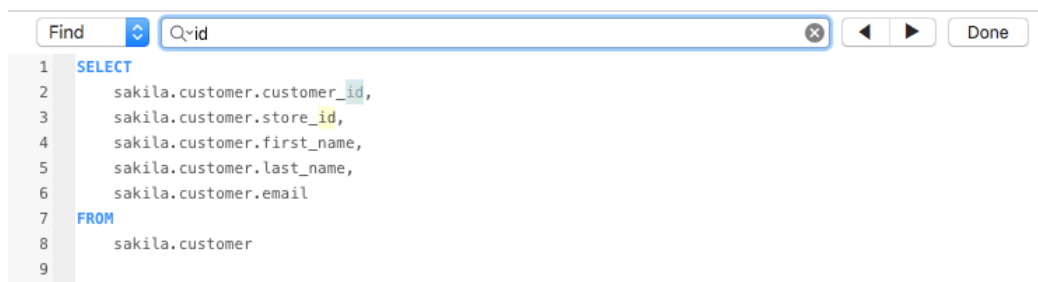 Find id Done
1 SELECT
2 sakila.customer.customer_id,
3 sakila.customer.store_id,
4 sakila.customer.first_name,
5 sakila.customer.last_name,
6 sakila.customer.email
7 FROM
8 sakila.customer
9